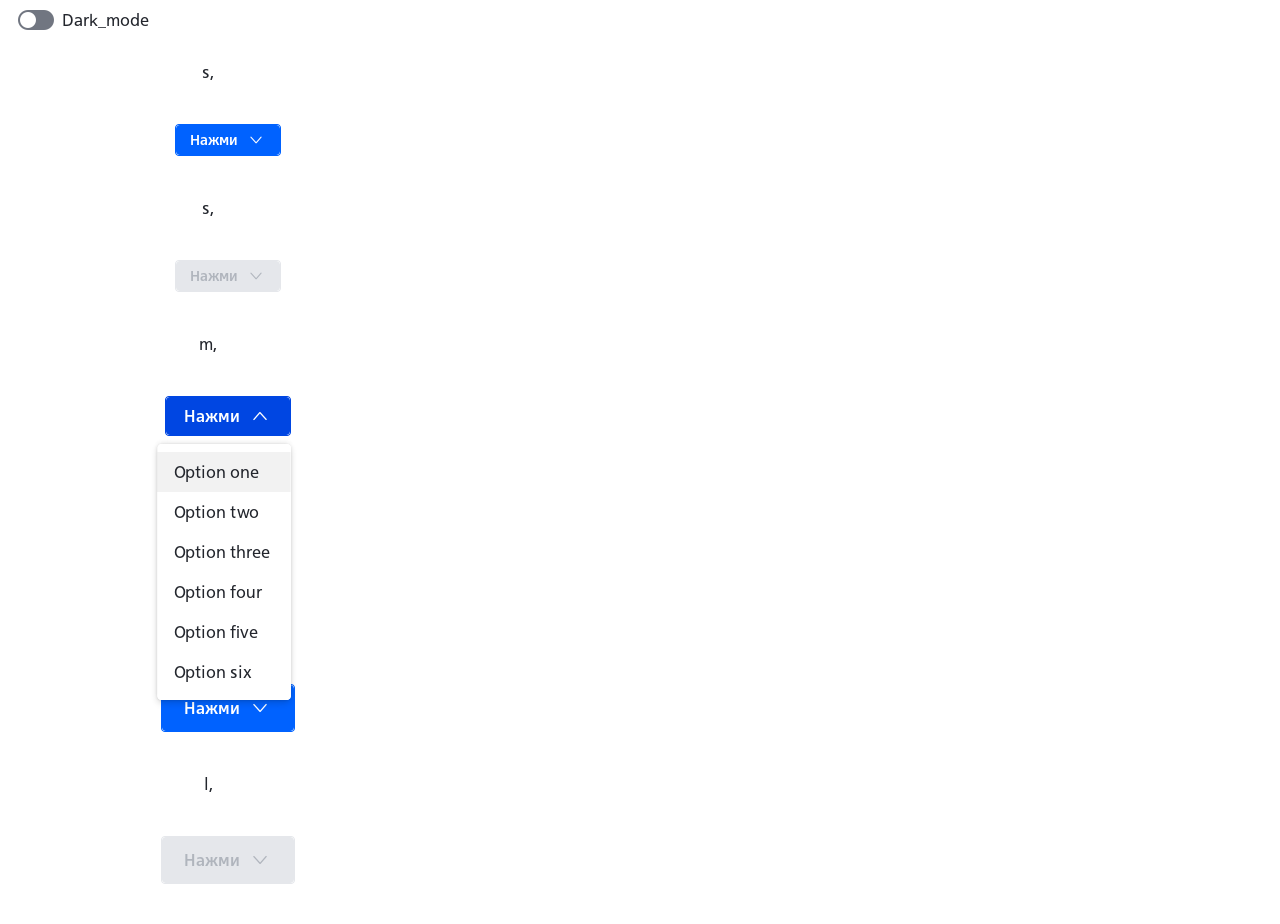 Dark_mode
s,
Нажми
s,
Нажми
m,
Нажми
Option one
Option two
Option three
Option four
Option five
Option six
Нажми
l,
Нажми